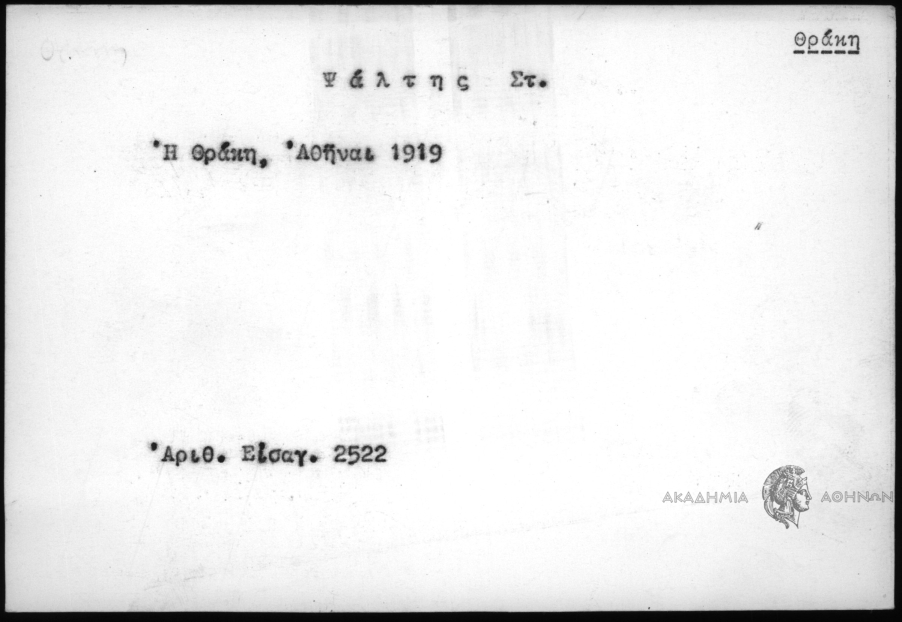 Θράκη
Ψάλτης Στ.
Ἡ Θράκη, Ἀθῆναι 1919
Ἀριθ. Εἰσαγ. 2522
ΑΚΑΔΗΜΙΑ ΑΘΗΝΩΝ